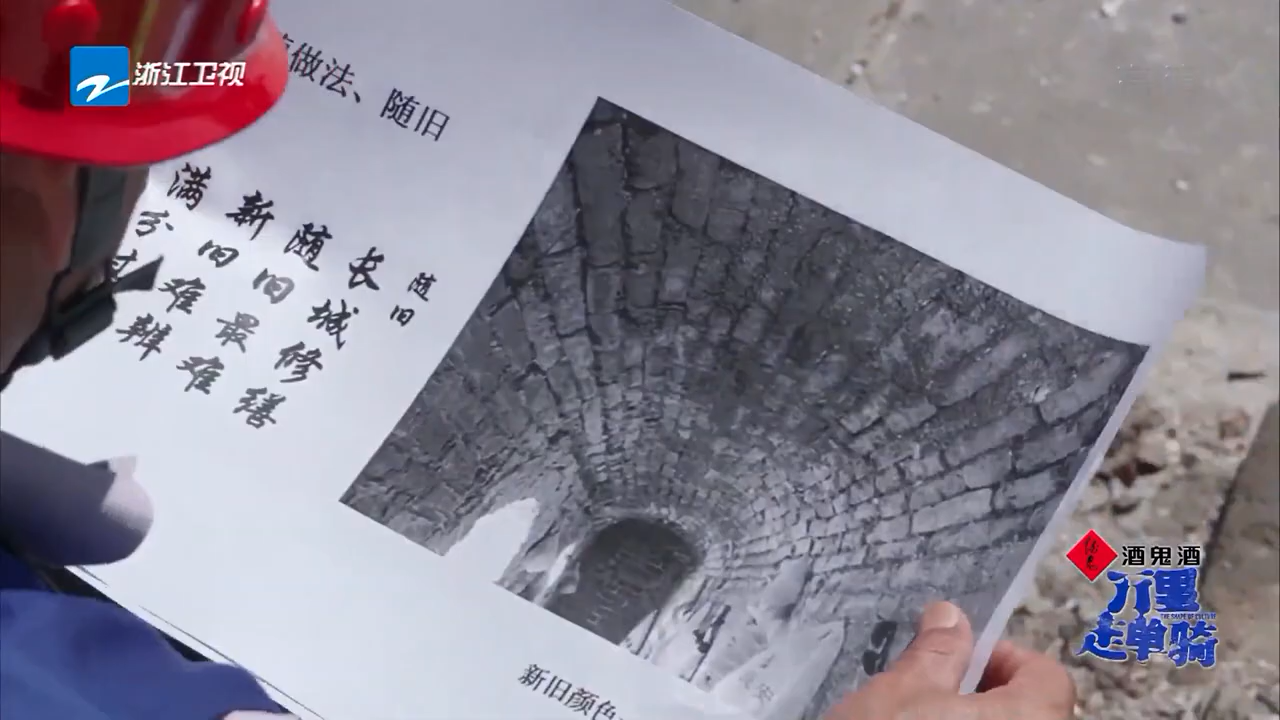 浙江卫视
做法、随旧
随旧
长城修缮
随旧最难
新旧难辨
满
新旧颜色
酒鬼酒
万里
走单骑